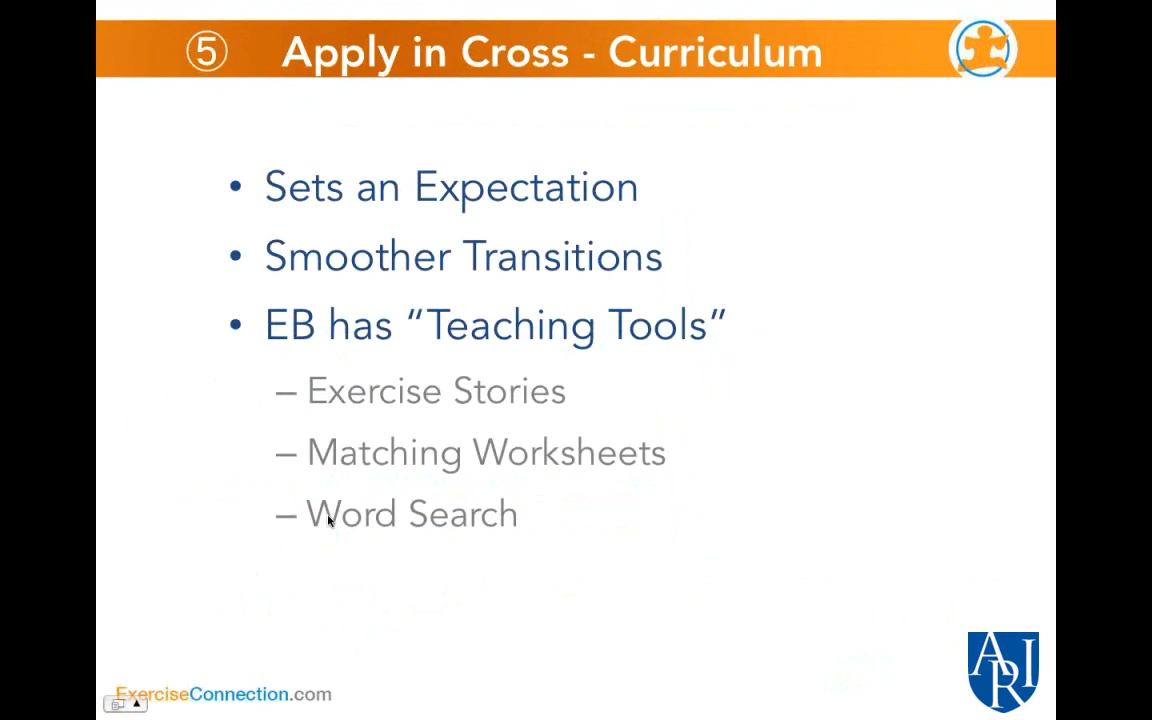 ⑤ Apply in Cross - Curriculum
• Sets an Expectation
• Smoother Transitions
• EB has “Teaching Tools”
– Exercise Stories
– Matching Worksheets
– Word Search
ExerciseConnection.com
ARI